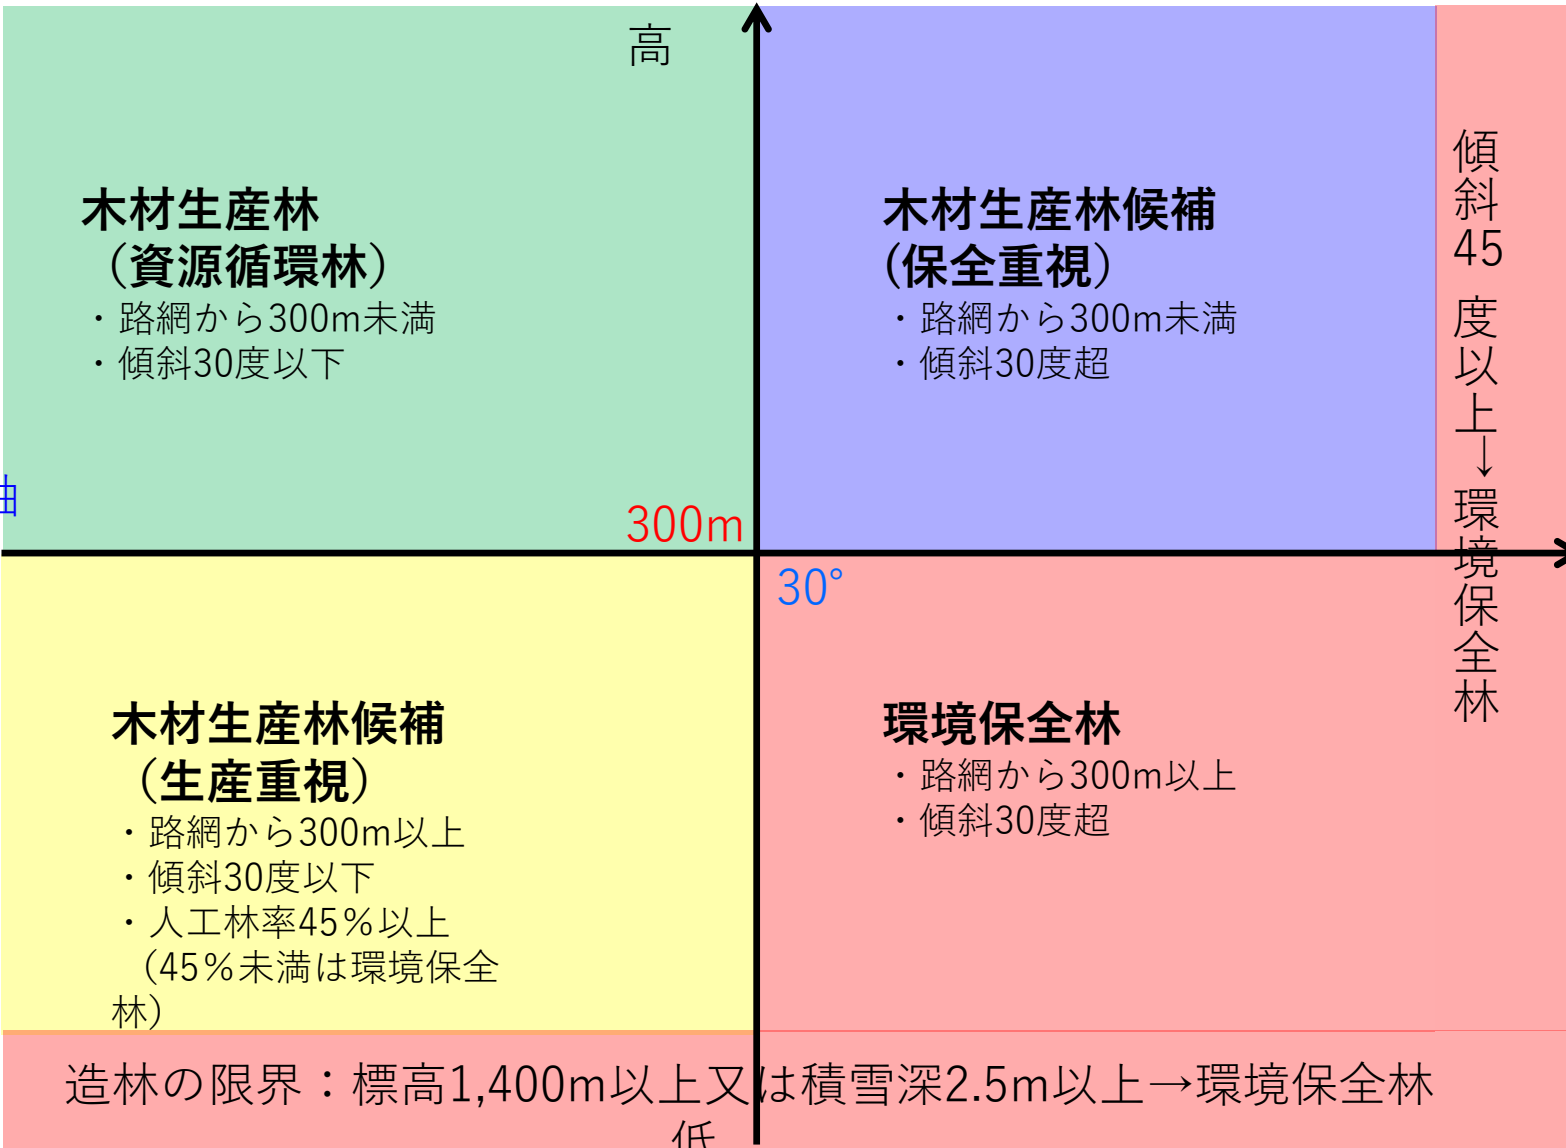 高
木材生産林
（資源循環林）
・路網から300m未満
・傾斜30度以下
木材生産林候補
(保全重視）
・路網から300m未満
・傾斜30度超
傾斜45度以上→環境保全林
300m
30°
木材生産林候補
（生産重視）
・路網から300m以上
・傾斜30度以下
・人工林率45％以上
（45％未満は環境保全
林）
環境保全林
・路網から300m以上
・傾斜30度超
造林の限界：標高1,400m以上又は積雪深2.5m以上→環境保全林
低